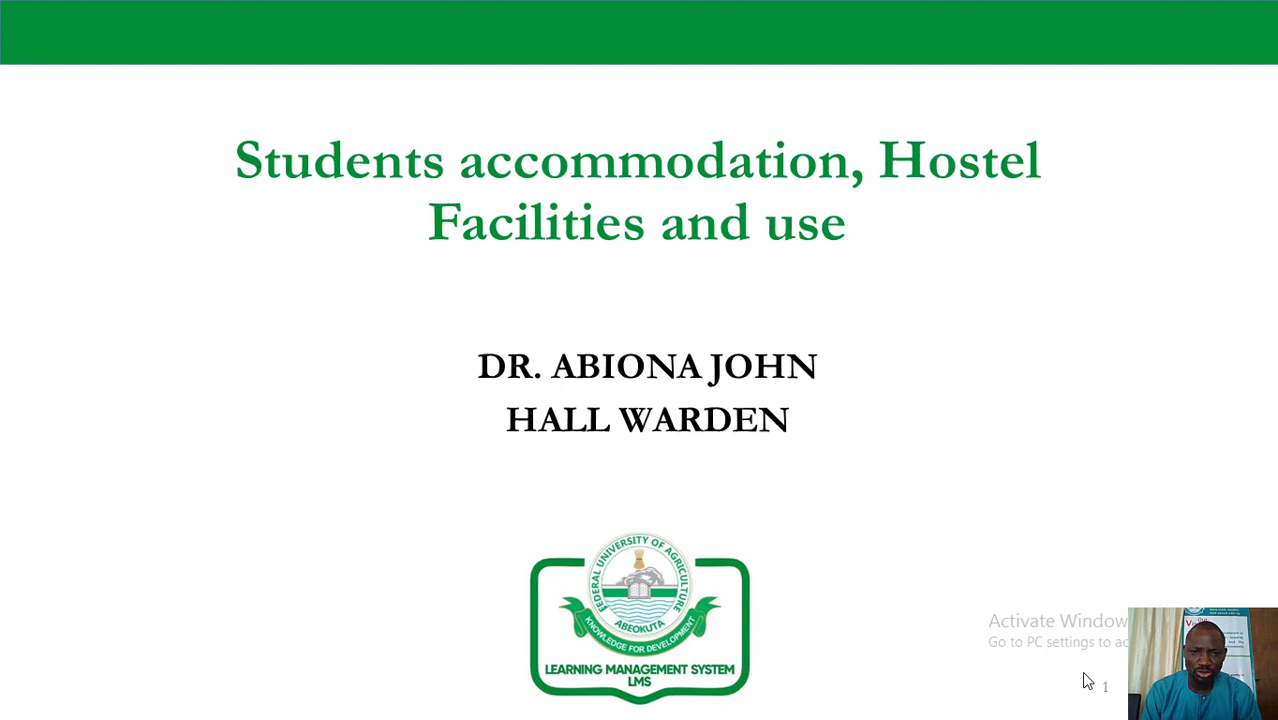 Students accommodation, Hostel
Facilities and use
DR. ABIONA JOHN
HALL WARDEN
FEDERAL UNIVERSITY OF AGRICULTURE
ABEOKUTA
KNOWLEDGE FOR DEVELOPMENT
LEARNING MANAGEMENT SYSTEM
LMS
Activate Window
Go to PC settings to ac
1